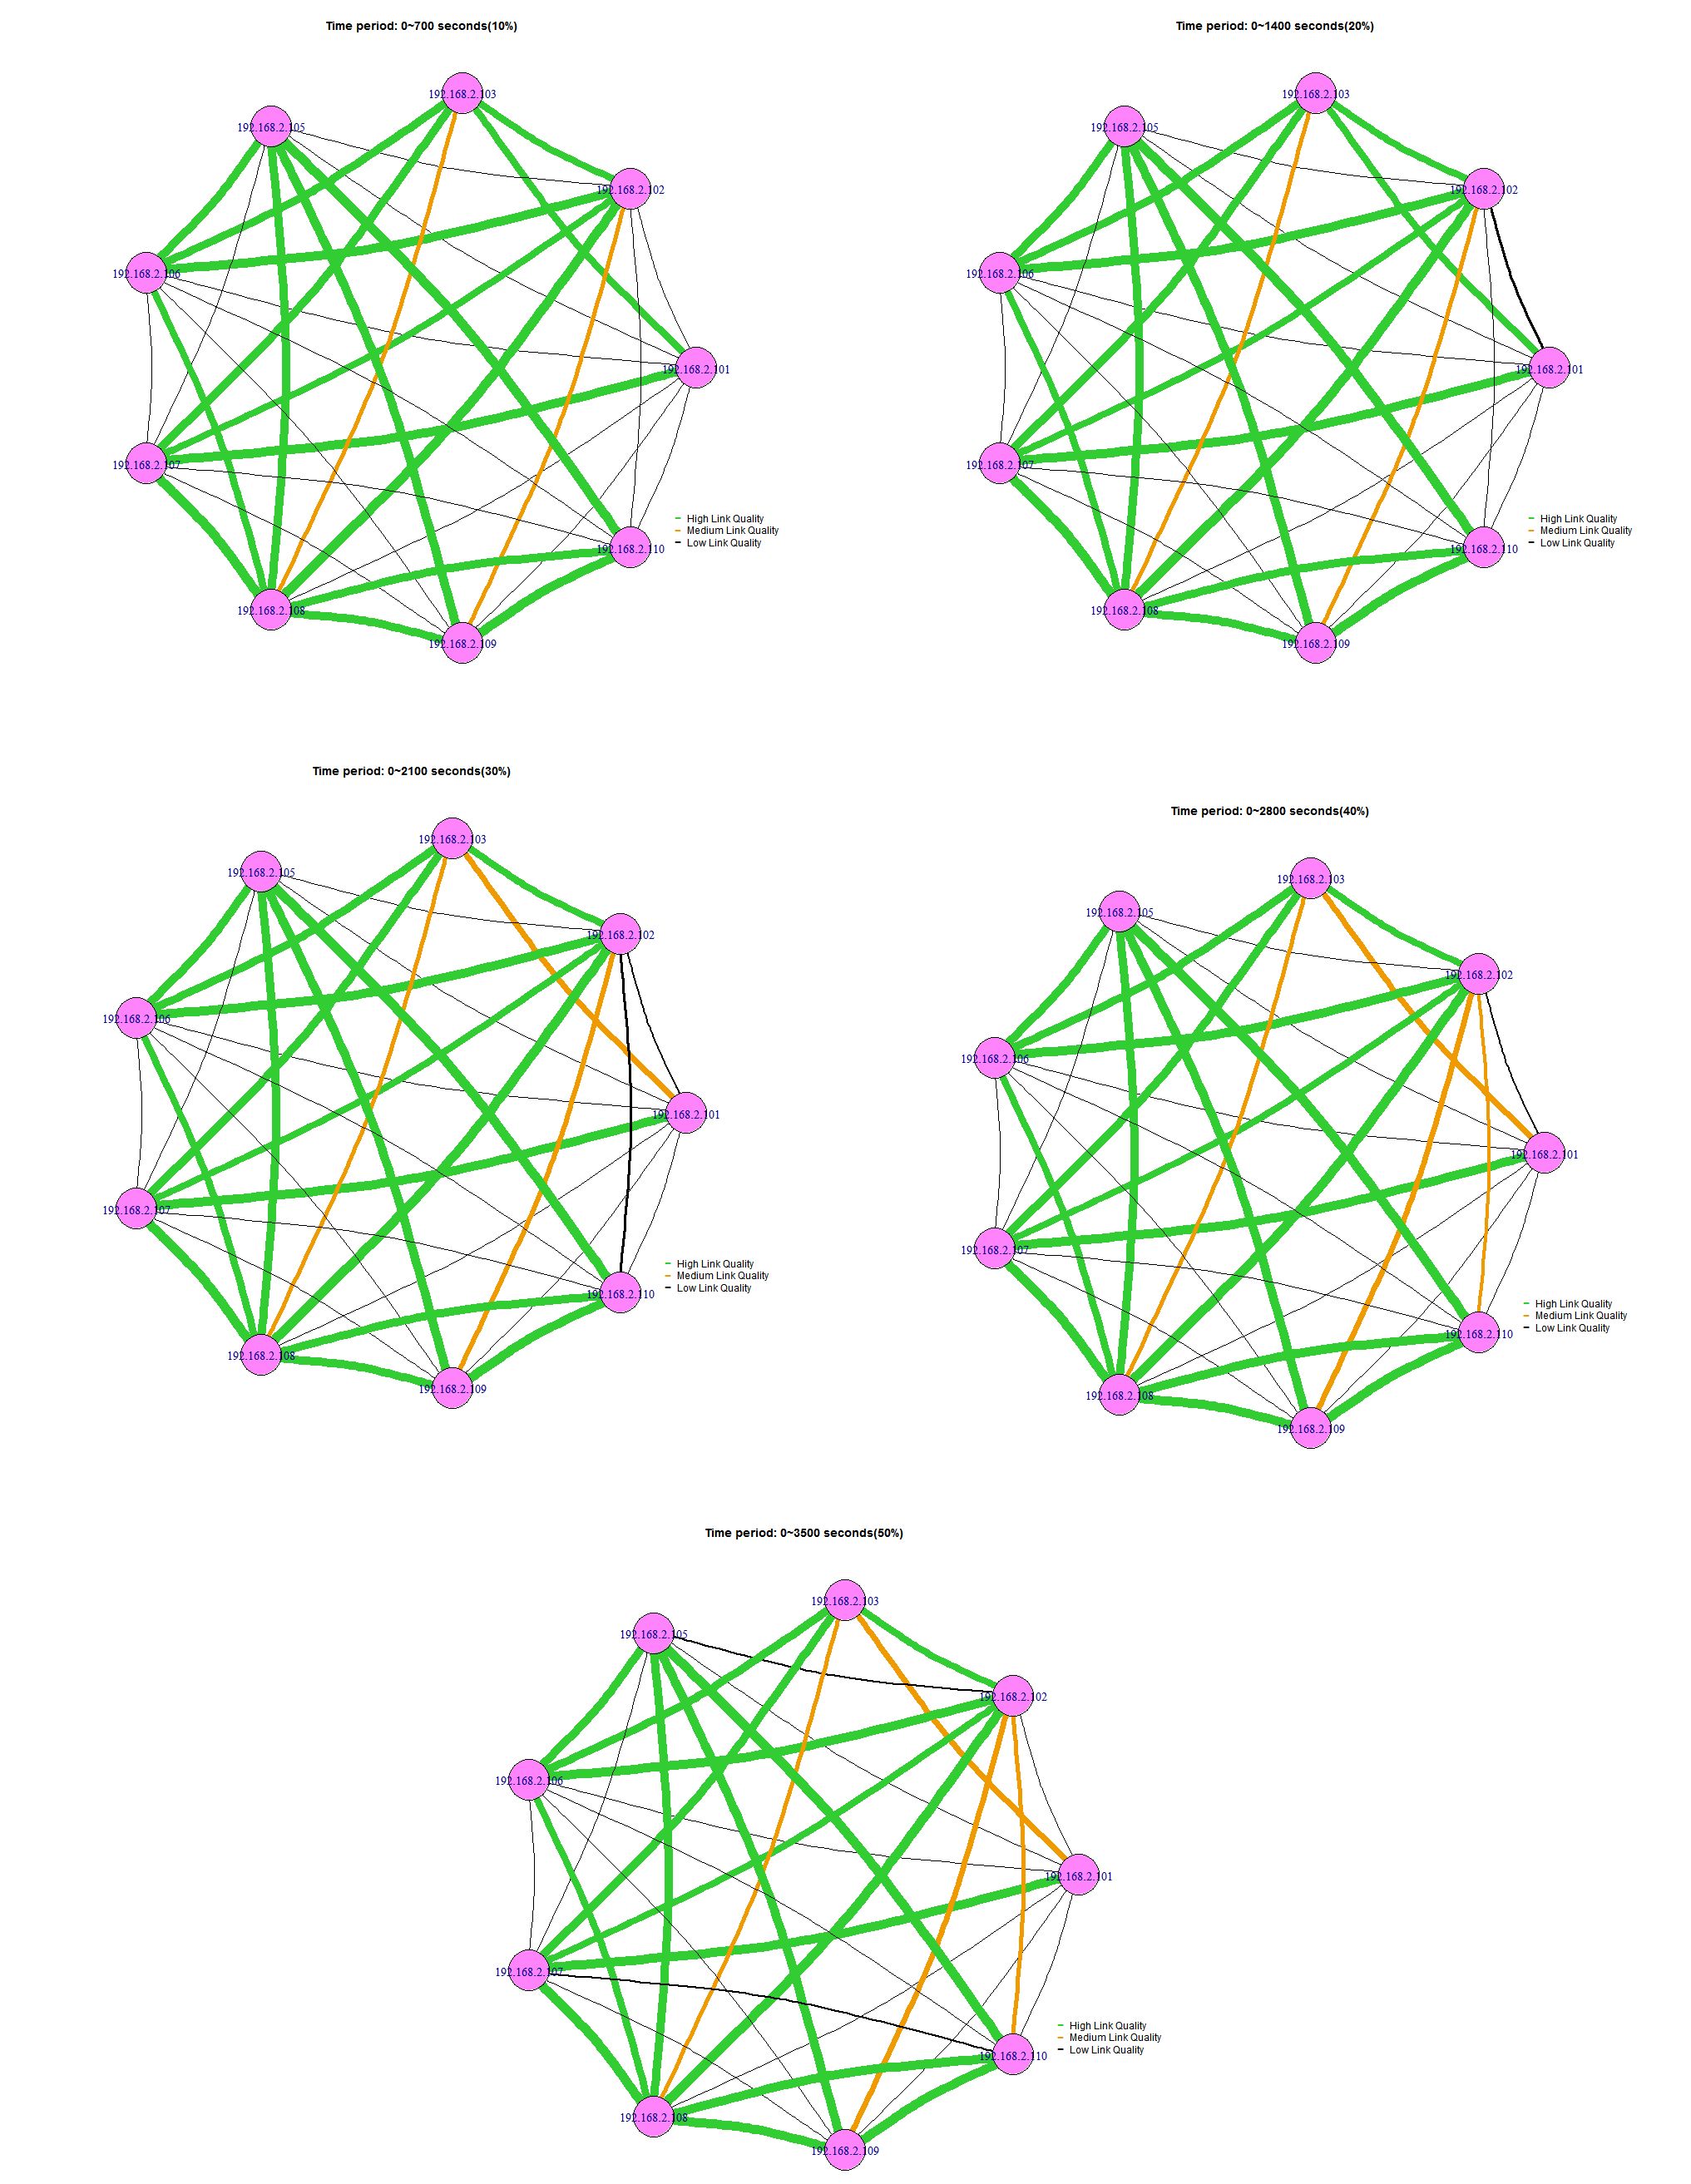 Time period: 0~700 seconds(10%)
192.168.2.103
192.168.2.105
192.168.2.102
192.168.2.106
192.168.2.101
192.168.2.107
High Link Quality
Medium Link Quality
Low Link Quality
192.168.2.110
192.168.2.108
192.168.2.109
Time period: 0~1400 seconds(20%)
192.168.2.103
192.168.2.105
192.168.2.102
192.168.2.106
192.168.2.101
192.168.2.107
High Link Quality
Medium Link Quality
Low Link Quality
192.168.2.110
192.168.2.108
192.168.2.109
Time period: 0~2100 seconds(30%)
192.168.2.103
192.168.2.105
192.168.2.102
192.168.2.106
192.168.2.101
192.168.2.107
High Link Quality
Medium Link Quality
Low Link Quality
192.168.2.110
192.168.2.108
192.168.2.109
Time period: 0~2800 seconds(40%)
192.168.2.103
192.168.2.105
192.168.2.102
192.168.2.106
192.168.2.101
192.168.2.107
High Link Quality
Medium Link Quality
Low Link Quality
192.168.2.110
192.168.2.108
192.168.2.109
Time period: 0~3500 seconds(50%)
192.168.2.103
192.168.2.105
192.168.2.102
192.168.2.106
192.168.2.101
192.168.2.107
High Link Quality
Medium Link Quality
Low Link Quality
192.168.2.110
192.168.2.108
192.168.2.109